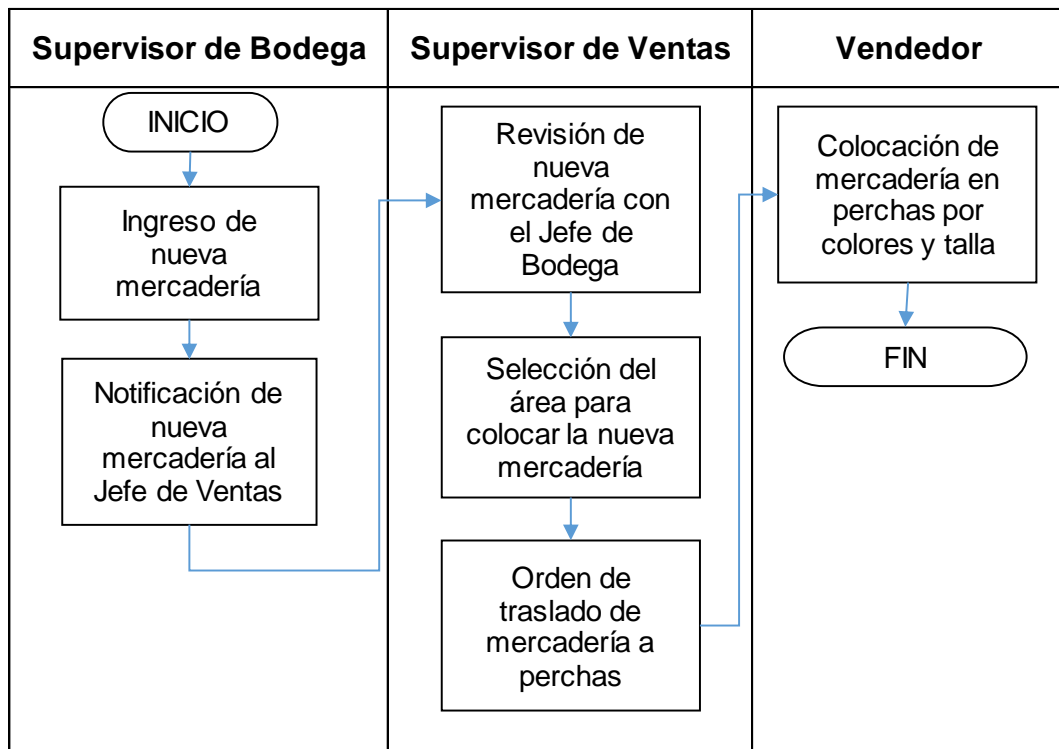 Supervisor de Bodega
Supervisor de Ventas
Vendedor
INICIO
Ingreso de
nueva
mercadería
Notificación de
nueva
mercadería al
Jefe de Ventas
Revisión de
nueva
mercadería con
el Jefe de
Bodega
Selección del
área para
colocar la nueva
mercadería
Orden de
traslado de
mercadería a
perchas
Colocación de
mercadería en
perchas por
colores y talla
FIN